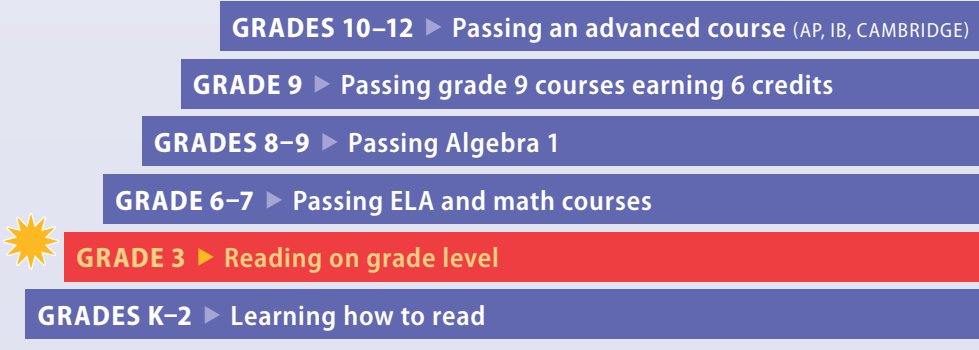 GRADES 10–12 ▶ Passing an advanced course (AP, IB, CAMBRIDGE)
GRADE 9 ▶ Passing grade 9 courses earning 6 credits
GRADES 8–9 ▶ Passing Algebra 1
GRADE 6–7 ▶ Passing ELA and math courses
GRADE 3 ▶ Reading on grade level
GRADES K–2 ▶ Learning how to read